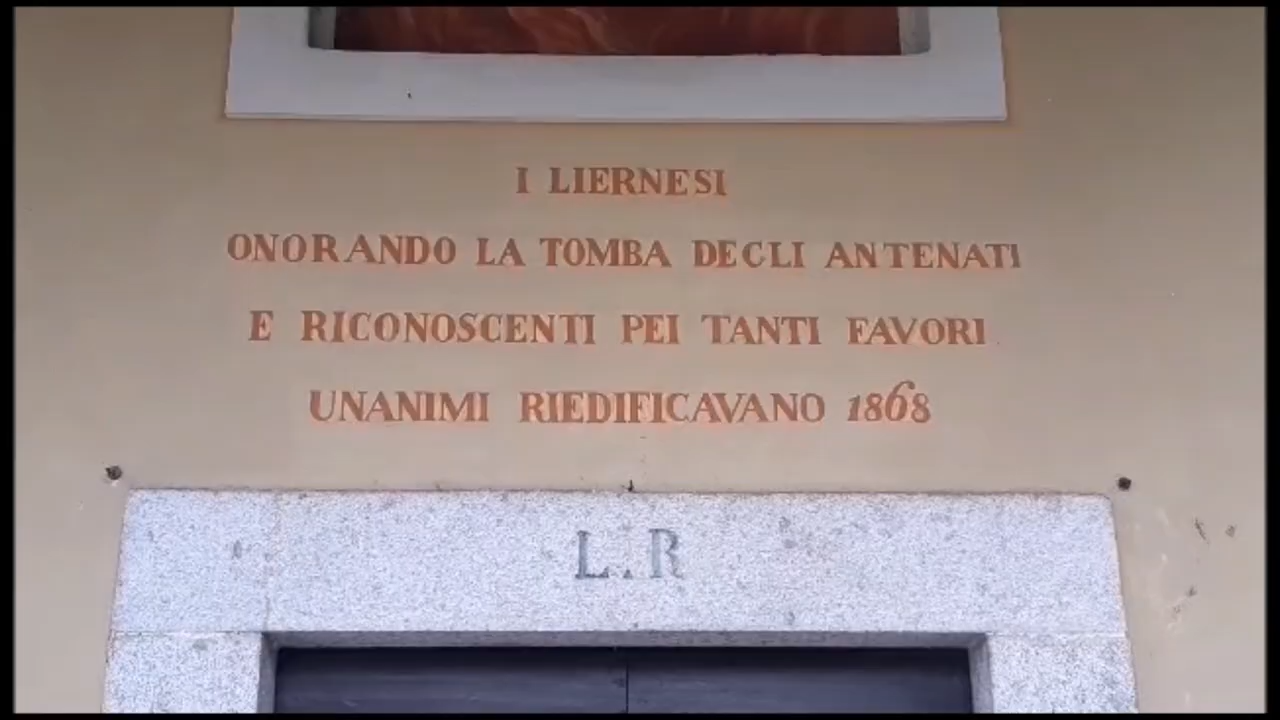 I LIERNESI
ONORANDO LA TOMBA DEGLI ANTENATI
E RICONOSCENTI PEI TANTI FAVORI
UNANIMI RIEDIFICAVANO 1868
L.R